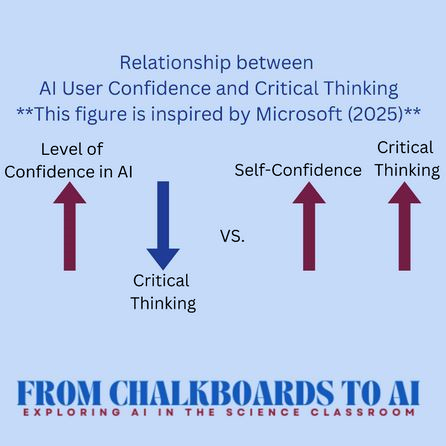 Relationship between
AI User Confidence and Critical Thinking
**This figure is inspired by Microsoft (2025)**
Level of
Confidence in AI
Critical
Thinking
VS.
Self-Confidence
Critical
Thinking
FROM CHALKBOARDS TO AI
EXPLORING AI IN THE SCIENCE CLASSROOM